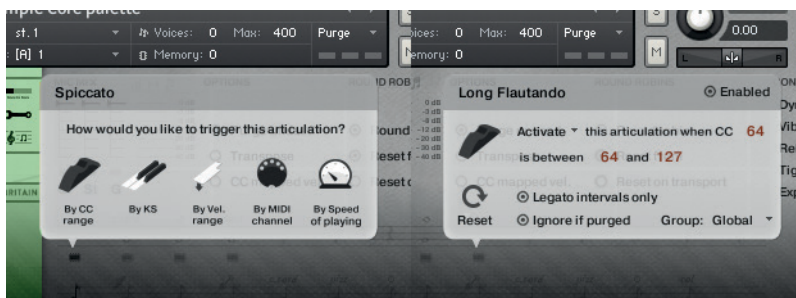 st. 1
Voices: 0 Max: 400 Purge
[A] 1
Memory: 0
Spiccato
How would you like to trigger this articulation?
By CC range
By KS
By Vel. range
By MIDI channel
By Speed of playing
BRITAIN
oices: 0 Max: 400 Purge
emory: 0
S
M
0.00
L
R
Long Flautando
Enabled
Activate this articulation when CC 64
is between 64 and 127
Legato intervals only
Reset
Ignore if purged
Group: Global